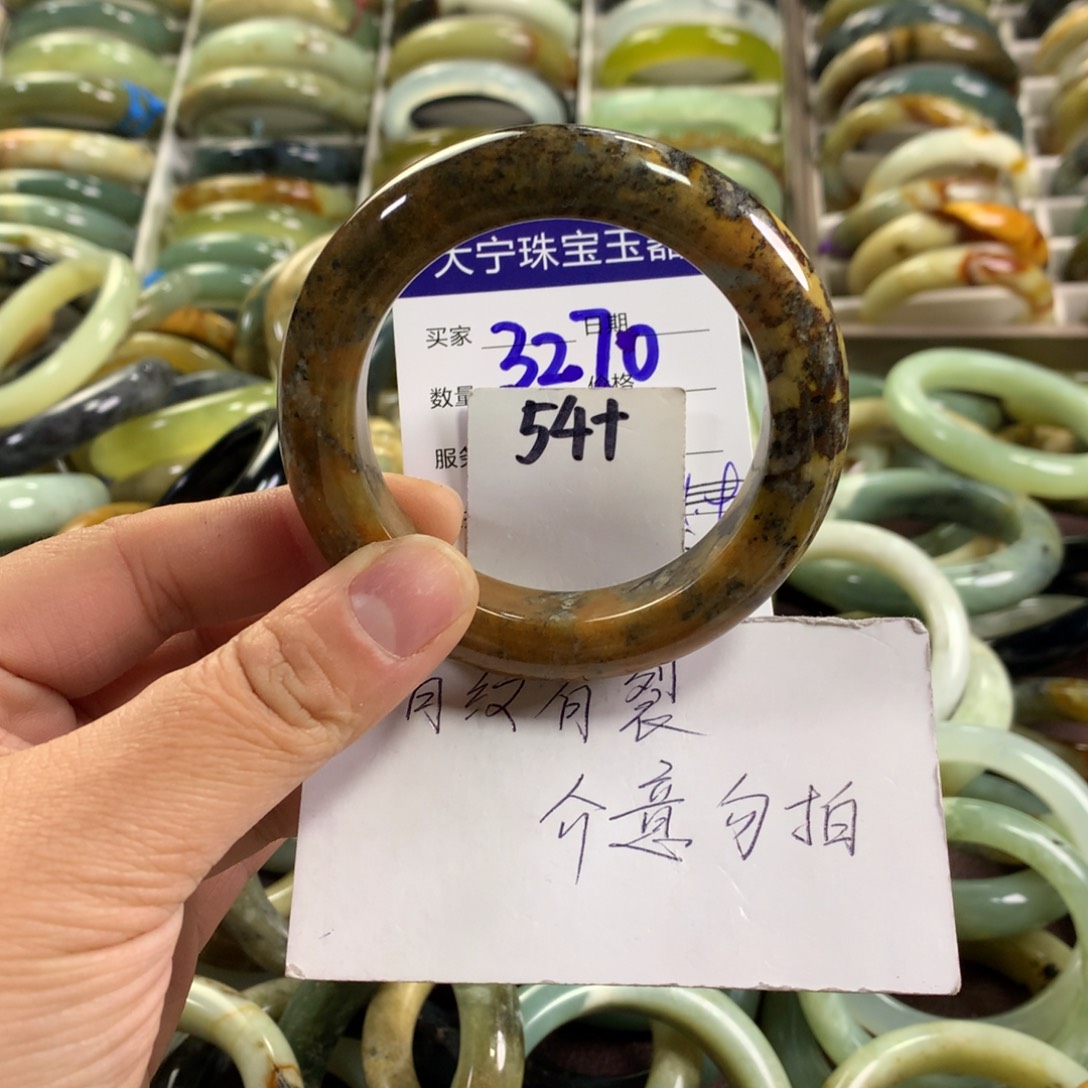 大宁珠宝玉器
买家 3270 日期
数量 价格
54+
服务
有纹有裂
介意勿拍